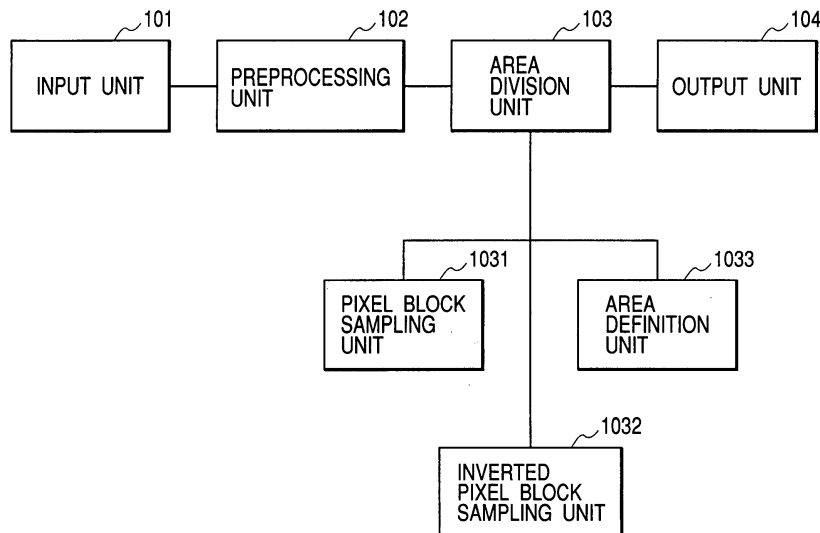 101
102
103
104
INPUT UNIT
PREPROCESSING
UNIT
AREA
DIVISION
UNIT
OUTPUT UNIT
1031
1033
PIXEL BLOCK
SAMPLING
UNIT
AREA
DEFINITION
UNIT
1032
INVERTED
PIXEL BLOCK
SAMPLING UNIT